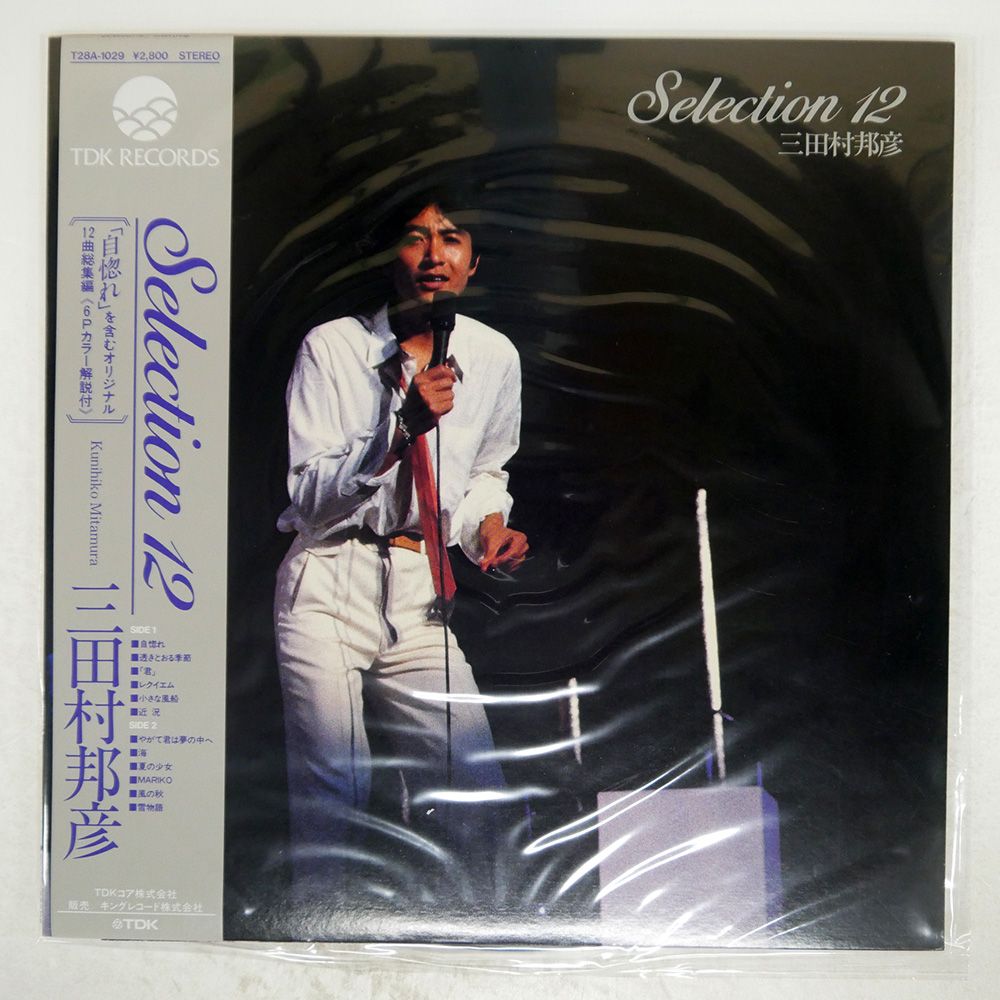 T28A-1029 ¥2,800 STEREO
TDK RECORDS
Selection 12
「自惚れ」を含むオリジナル
12曲総集編《6Pカラー解説付》
Kunihiko Mitamura
三田村邦彦
SIDE 1
■自惚れ
■透きとおる季節
■「君」
■レクイエム
■小さな風船
■近 況
SIDE 2
■やがて君は夢の中へ
■海
■夏の少女
■MARIKO
■風の秋
■雪物語
TDKコア株式会社
販売 キングレコード株式会社
TDK
Selection 12
三田村邦彦